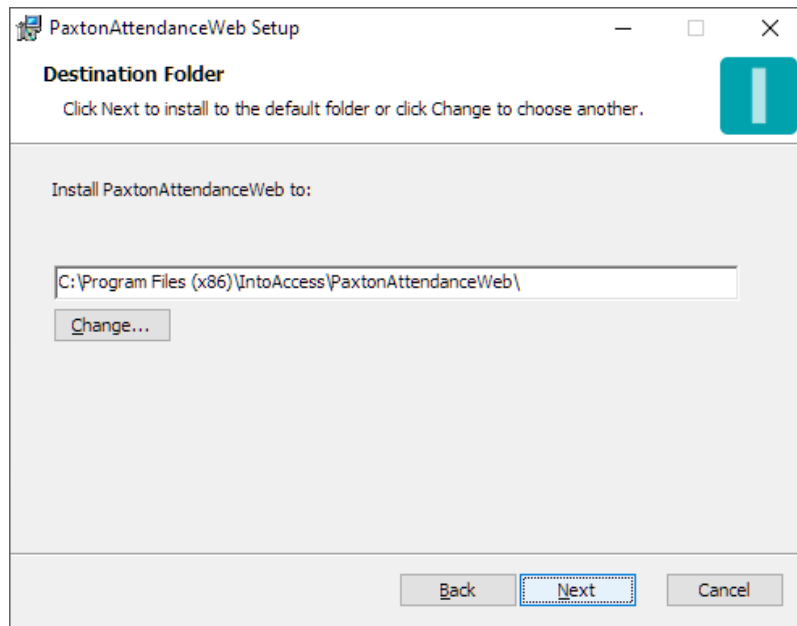 PaxtonAttendanceWeb Setup
Destination Folder
Click Next to install to the default folder or click Change to choose another.
Install PaxtonAttendanceWeb to:
C:\Program Files (x86)\IntoAccess\PaxtonAttendanceWeb\
Change...
Back Next Cancel